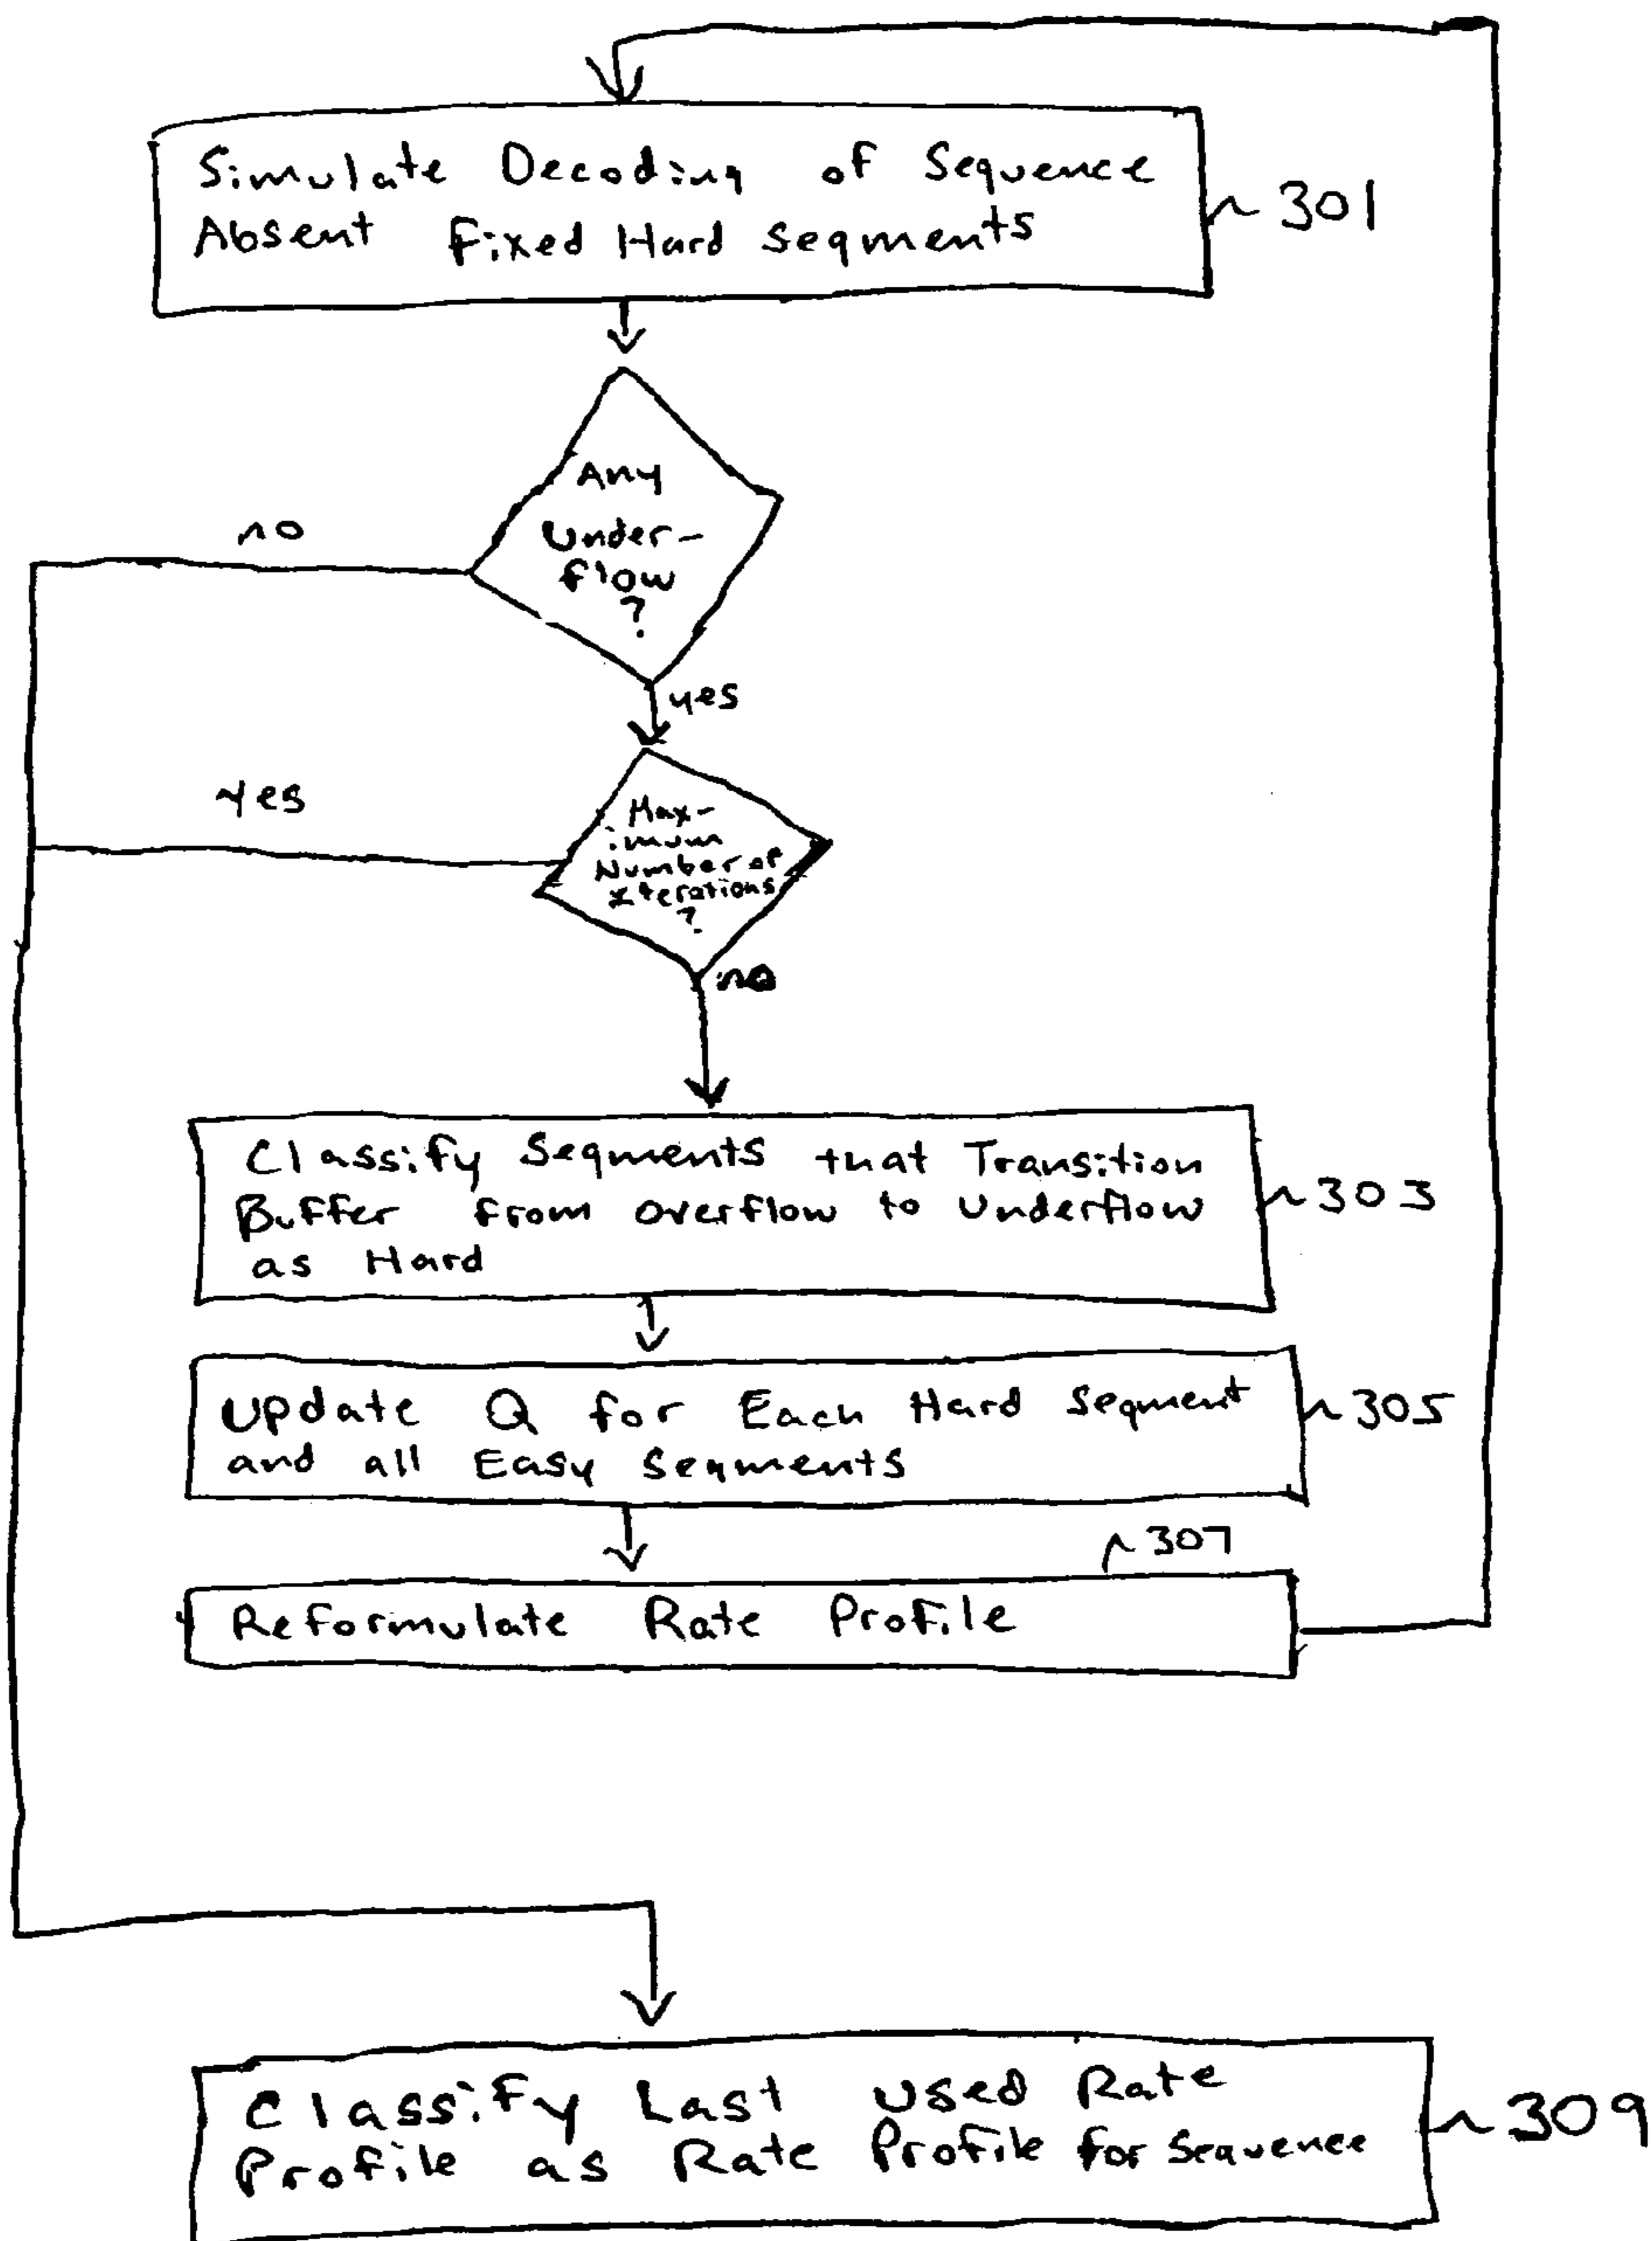 Simulate Decoding of Sequence
Absent Fixed Hard Segments
~ 301
Any
Under-
flow
?
no
yes
Max-
imum
Number of
Iterations
?
yes
no
Classify Segments that Transition
Buffer from Overflow to Underflow
as Hard
~ 303
Update Q for Each Hard Segment
and all Easy Segments
~ 305
~ 307
Reformulate Rate Profile
Classify Last Used Rate
Profile as Rate Profile for Sequence
~ 309